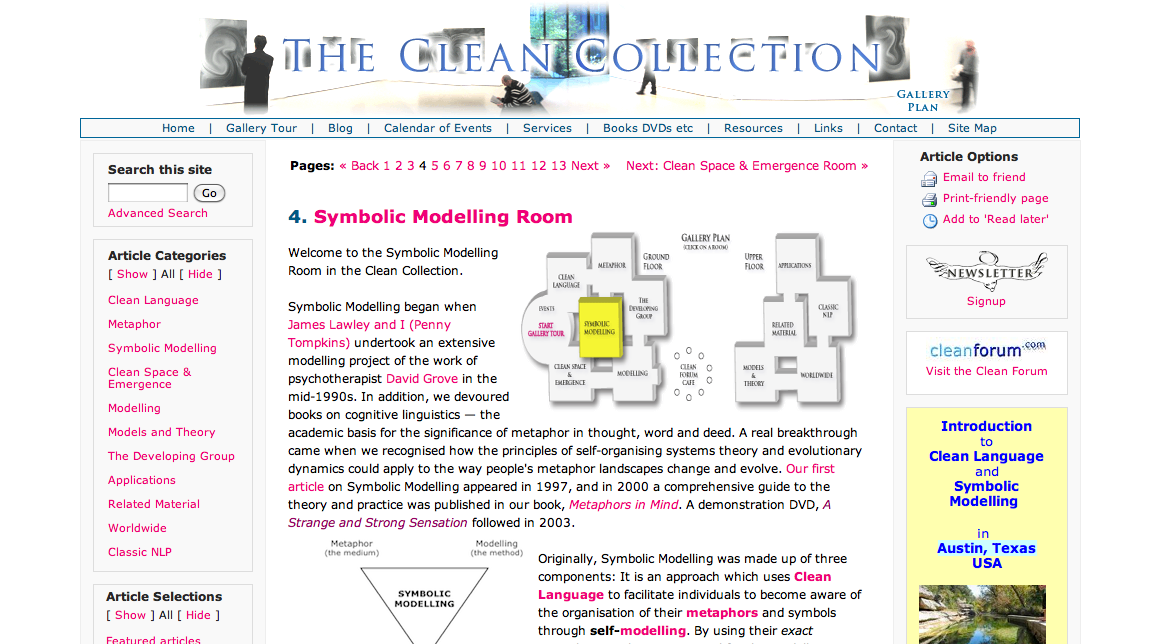 THE CLEAN COLLECTION
GALLERY
PLAN
Home | Gallery Tour | Blog | Calendar of Events | Services | Books DVDs etc | Resources | Links | Contact | Site Map
Search this site
Go
Advanced Search
Article Categories
[ Show ] All [ Hide ]
Clean Language
Metaphor
Symbolic Modelling
Clean Space &
Emergence
Modelling
Models and Theory
The Developing Group
Applications
Related Material
Worldwide
Classic NLP
Article Selections
[ Show ] All [ Hide ]
Featured articles
Pages: « Back 1 2 3 4 5 6 7 8 9 10 11 12 13 Next » Next: Clean Space & Emergence Room »
4. Symbolic Modelling Room
Welcome to the Symbolic Modelling
Room in the Clean Collection.
Symbolic Modelling began when
James Lawley and I (Penny
Tompkins) undertook an extensive
modelling project of the work of
psychotherapist David Grove in the
mid-1990s. In addition, we devoured
books on cognitive linguistics — the
academic basis for the significance of metaphor in thought, word and deed. A real breakthrough
came when we recognised how the principles of self-organising systems theory and evolutionary
dynamics could apply to the way people's metaphor landscapes change and evolve. Our first
article on Symbolic Modelling appeared in 1997, and in 2000 a comprehensive guide to the
theory and practice was published in our book, Metaphors in Mind. A demonstration DVD, A
Strange and Strong Sensation followed in 2003.
GALLERY PLAN
(CLICK ON A ROOM)
GROUND
FLOOR
UPPER
FLOOR
METAPHOR
CLEAN
LANGUAGE
EVENTS
START
GALLERY TOUR
SYMBOLIC
MODELLING
THE
DEVELOPING
GROUP
CLEAN SPACE
&
EMERGENCE
MODELLING
CLEAN
FORUM
CAFE
APPLICATIONS
CLASSIC
NLP
RELATED
MATERIAL
MODELS
&
THEORY
WORLDWIDE
Metaphor
(the medium)
Modelling
(the method)
SYMBOLIC
MODELLING
Originally, Symbolic Modelling was made up of three
components: It is an approach which uses Clean
Language to facilitate individuals to become aware of
the organisation of their metaphors and symbols
through self-modelling. By using their exact
Article Options
Email to friend
Print-friendly page
Add to 'Read later'
NEWSLETTER
Signup
cleanforum.com
Visit the Clean Forum
Introduction
to
Clean Language
and
Symbolic
Modelling
in
Austin, Texas
USA